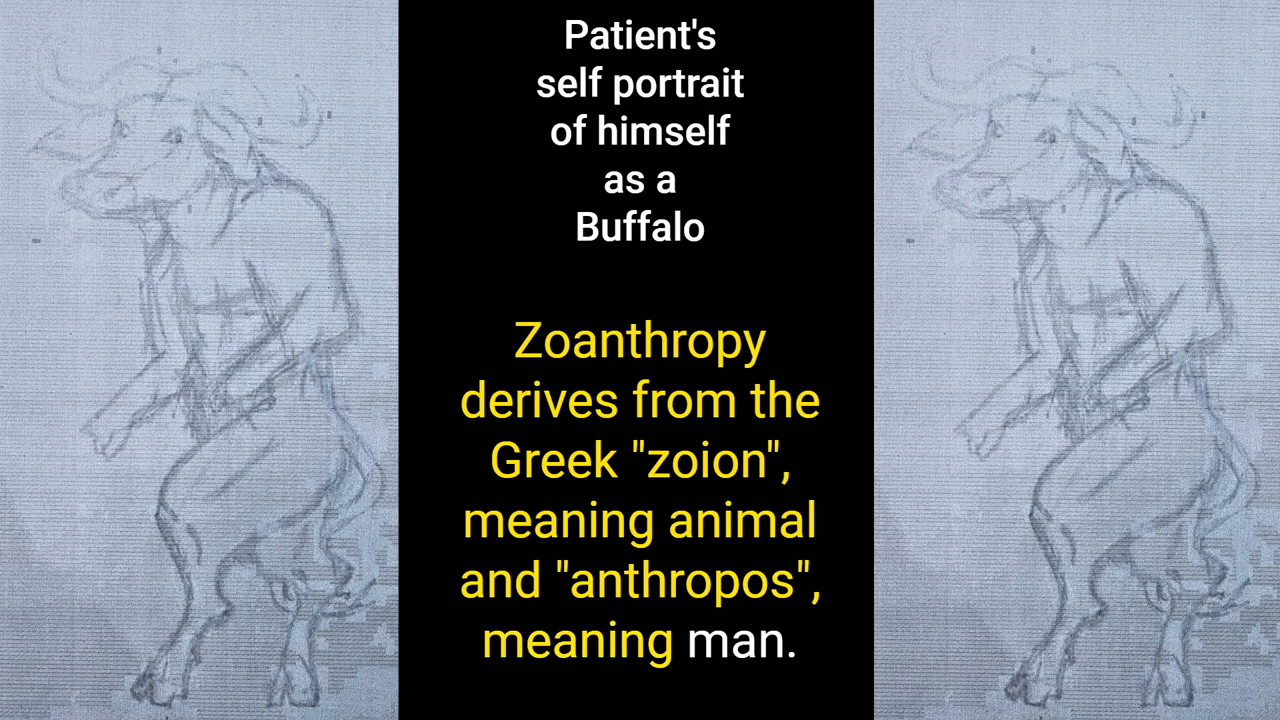 Patient's
self portrait
of himself
as a
Buffalo
Zoanthropy
derives from the
Greek "zoion",
meaning animal
and "anthropos",
meaning man.